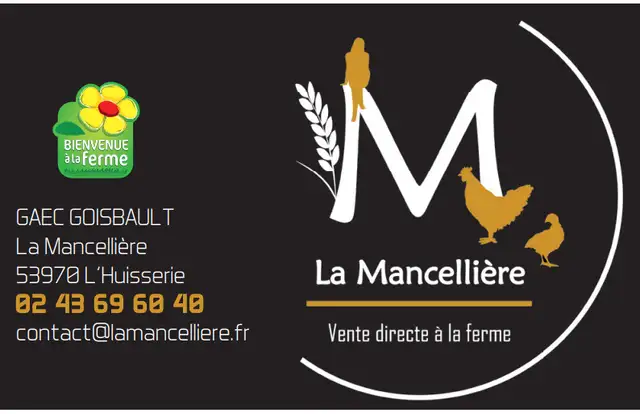 BIENVENUE
à la ferme
GAEC GOISBAULT
La Mancellière
53970 L'Huisserie
02 43 69 60 40
contact@lamancelliere.fr
M
La Mancellière
Vente directe à la ferme